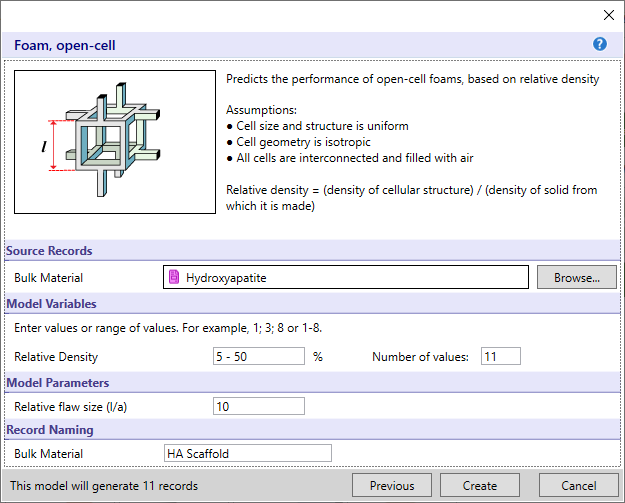 Foam, open-cell
?
l
Predicts the performance of open-cell foams, based on relative density
Assumptions:
● Cell size and structure is uniform
● Cell geometry is isotropic
● All cells are interconnected and filled with air
Relative density = (density of cellular structure) / (density of solid from
which it is made)
Source Records
Bulk Material Hydroxyapatite Browse...
Model Variables
Enter values or range of values. For example, 1; 3; 8 or 1-8.
Relative Density 5 - 50 % Number of values: 11
Model Parameters
Relative flaw size (l/a) 10
Record Naming
Bulk Material HA Scaffold
This model will generate 11 records Previous Create Cancel